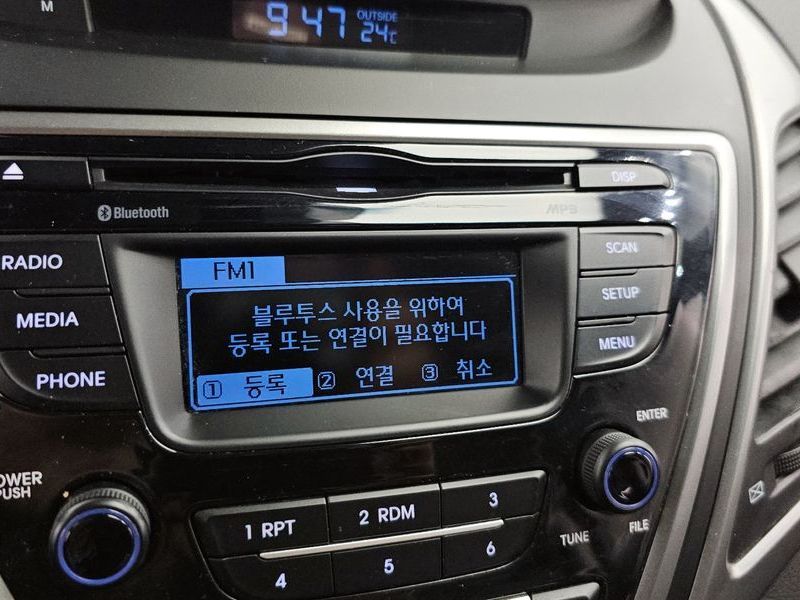 M
9:47 OUTSIDE 24℃
DISP
Bluetooth
MP3
RADIO
SCAN
FM1
MEDIA
SETUP
블루투스 사용을 위하여
등록 또는 연결이 필요합니다
MENU
PHONE
1 등록 2 연결 3 취소
ENTER
POWER
PUSH
1 RPT
2 RDM
3
TUNE
FILE
4
5
6